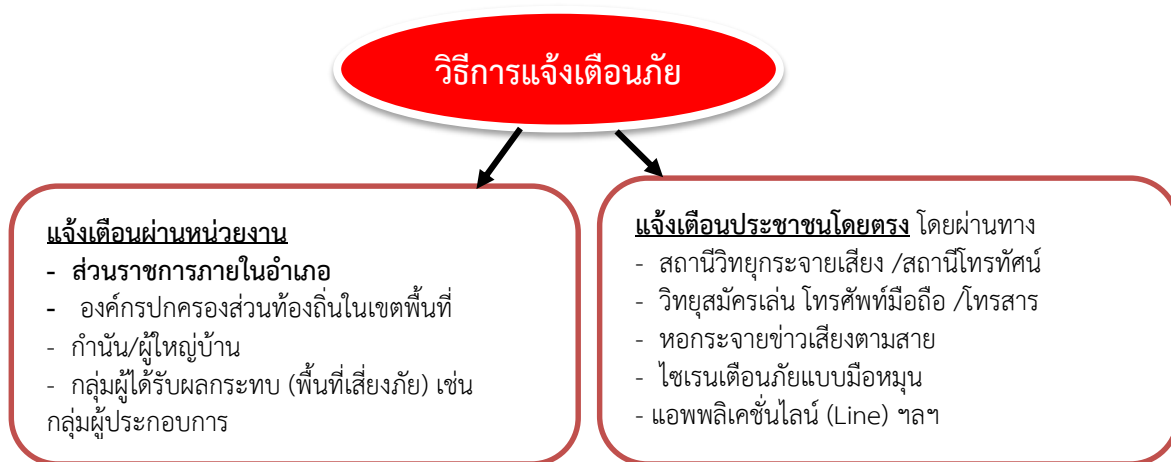 วิธีการแจ้งเตือนภัย
แจ้งเตือนผ่านหน่วยงาน
- ส่วนราชการภายในอำเภอ
- องค์กรปกครองส่วนท้องถิ่นในเขตพื้นที่
- กำนัน/ผู้ใหญ่บ้าน
- กลุ่มผู้ได้รับผลกระทบ (พื้นที่เสี่ยงภัย) เช่น
กลุ่มผู้ประกอบการ
แจ้งเตือนประชาชนโดยตรง โดยผ่านทาง
- สถานีวิทยุกระจายเสียง /สถานีโทรทัศน์
- วิทยุสมัครเล่น โทรศัพท์มือถือ /โทรสาร
- หอกระจายข่าวเสียงตามสาย
- ไซเรนเตือนภัยแบบมือหมุน
- แอพพลิเคชั่นไลน์ (Line) ฯลฯ